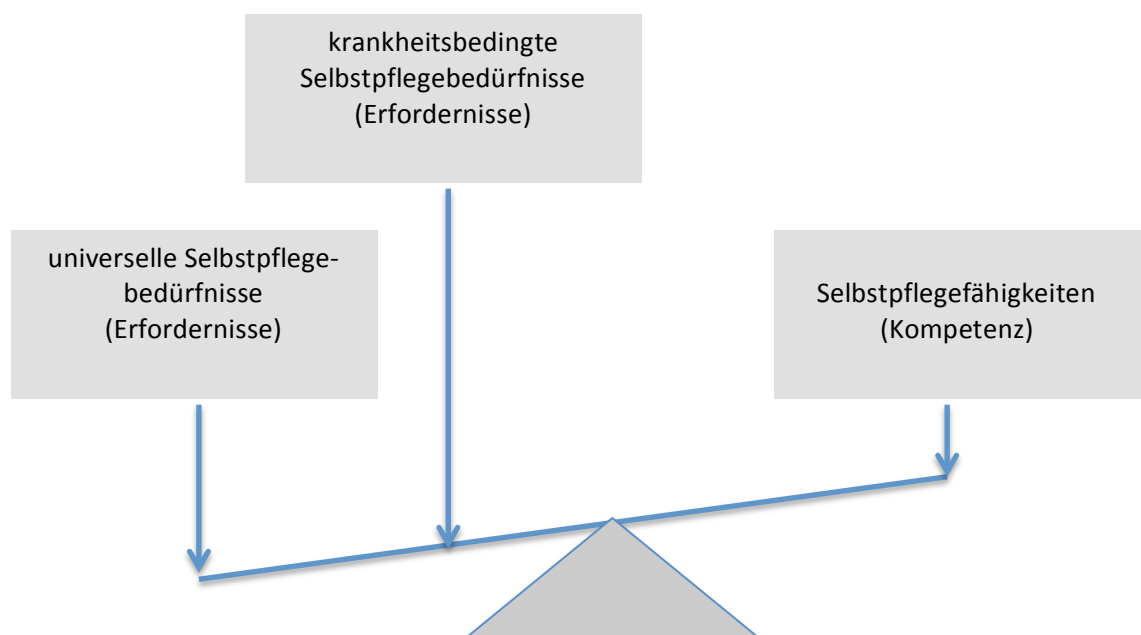 krankheitsbedingte
Selbstpflegebedürfnisse
(Erfordernisse)
universelle Selbstpflege-
bedürfnisse
(Erfordernisse)
Selbstpflegefähigkeiten
(Kompetenz)